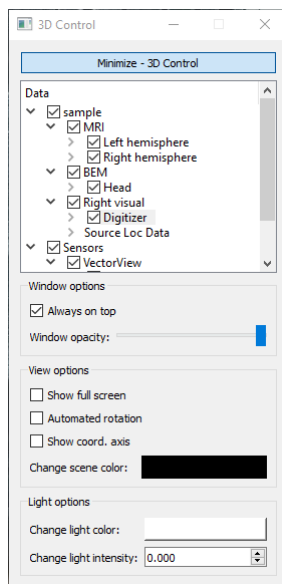 3D Control
Minimize - 3D Control
Data
sample
MRI
Left hemisphere
Right hemisphere
BEM
Head
Right visual
Digitizer
Source Loc Data
Sensors
VectorView
Window options
Always on top
Window opacity:
View options
Show full screen
Automated rotation
Show coord. axis
Change scene color:
Light options
Change light color:
Change light intensity: 0.000